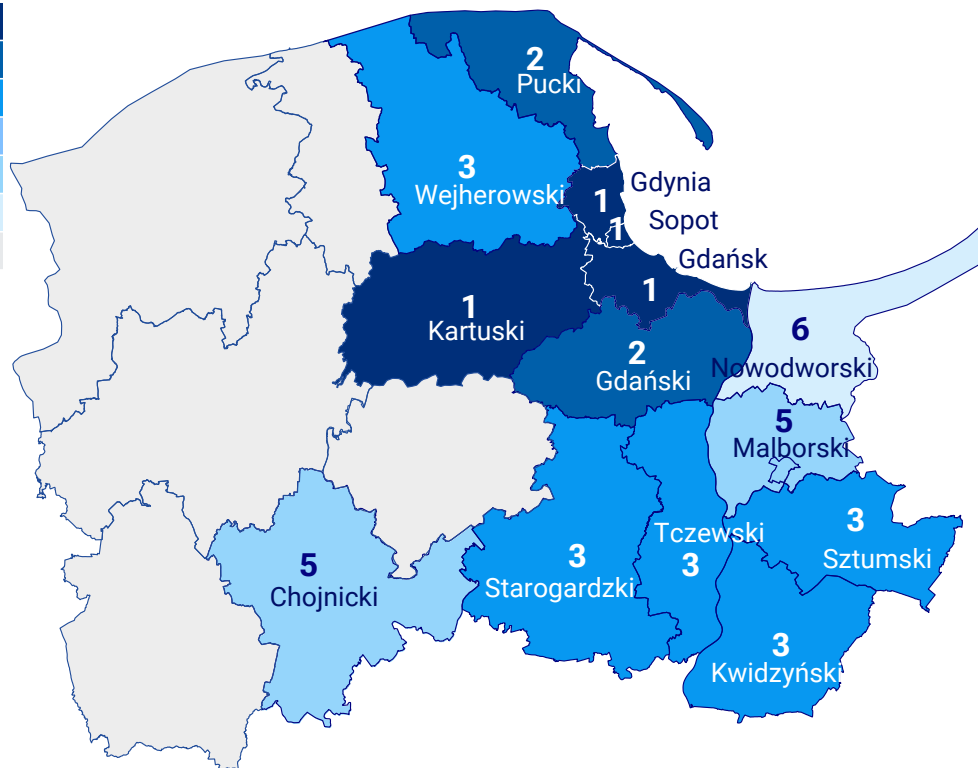 2
Pucki
3
Wejherowski
1
Gdynia
1
Sopot
Gdańsk
1
1
Kartuski
2
Gdański
6
Nowodworski
5
Malborski
3
Sztumski
Tczewski
3
3
Starogardzki
5
Chojnicki
3
Kwidzyński